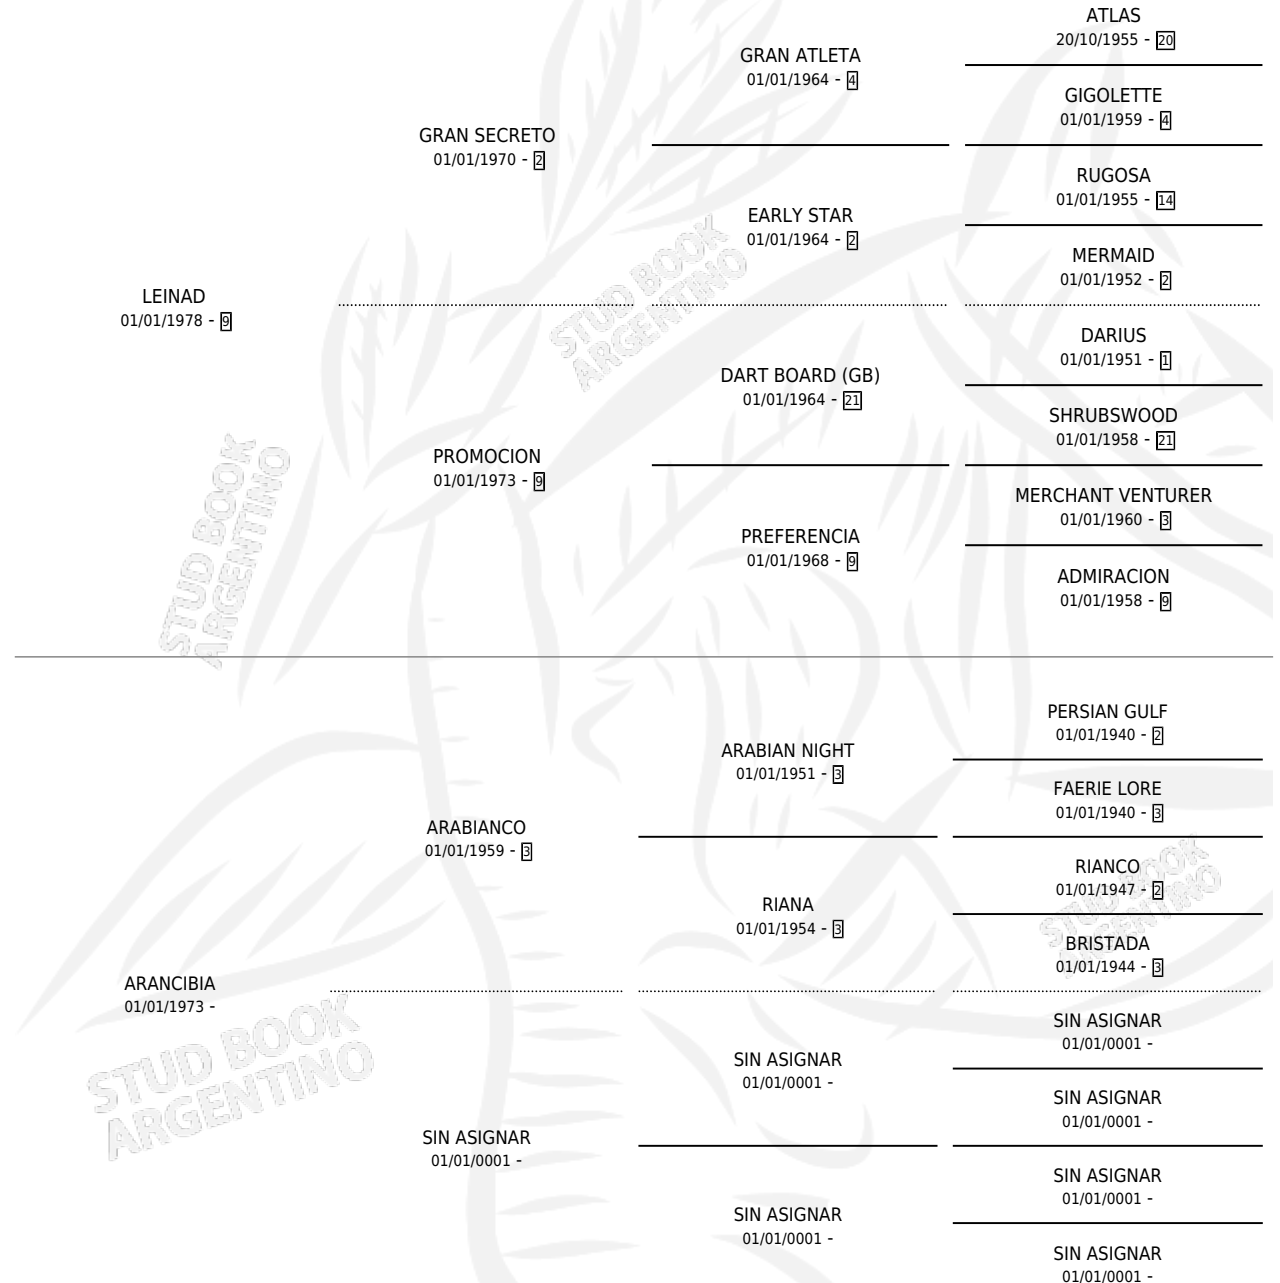 ATLAS
20/10/1955 - 20
GRAN ATLETA
01/01/1964 - 4
GIGOLETTE
01/01/1959 - 4
GRAN SECRETO
01/01/1970 - 2
RUGOSA
01/01/1955 - 14
EARLY STAR
01/01/1964 - 2
MERMAID
01/01/1952 - 2
LEINAD
01/01/1978 - 9
DARIUS
01/01/1951 - 1
DART BOARD (GB)
01/01/1964 - 21
SHRUBSWOOD
01/01/1958 - 21
PROMOCION
01/01/1973 - 9
MERCHANT VENTURER
01/01/1960 - 3
PREFERENCIA
01/01/1968 - 9
ADMIRACION
01/01/1958 - 9
PERSIAN GULF
01/01/1940 - 2
ARABIAN NIGHT
01/01/1951 - 3
FAERIE LORE
01/01/1940 - 3
ARABIANCO
01/01/1959 - 3
RIANCO
01/01/1947 - 2
RIANA
01/01/1954 - 3
BRISTADA
01/01/1944 - 3
ARANCIBIA
01/01/1973 -
SIN ASIGNAR
01/01/0001 -
SIN ASIGNAR
01/01/0001 -
SIN ASIGNAR
01/01/0001 -
SIN ASIGNAR
01/01/0001 -
SIN ASIGNAR
01/01/0001 -
SIN ASIGNAR
01/01/0001 -
SIN ASIGNAR
01/01/0001 -
STUD BOOK
ARGENTINO
STUD BOOK
ARGENTINO
STUD BOOK
ARGENTINO
STUD BOOK
ARGENTINO